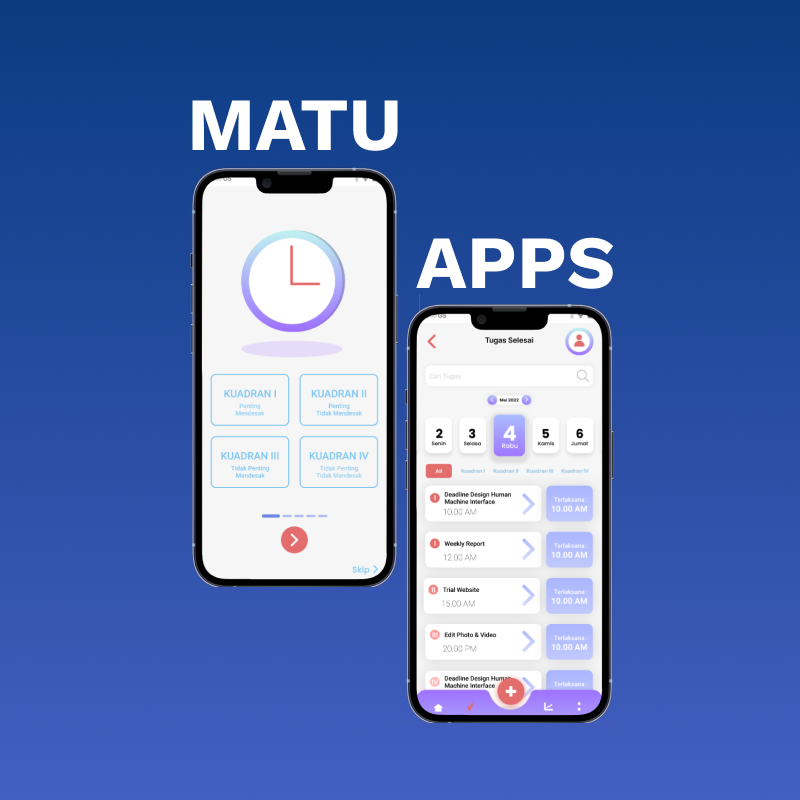 MATU
KUADRAN I
Penting
Mendesak
KUADRAN II
Penting
Tidak Mendesak
KUADRAN III
Tidak Penting
Mendesak
KUADRAN IV
Tidak Penting
Tidak Mendesak
Skip
APPS
Tugas Selesai
Cari Tugas
Mei 2022
2
Senin
3
Selasa
4
Rabu
5
Kamis
6
Jumat
All
Kuadran I
Kuadran II
Kuadran III
Kuadran IV
I
Deadline Design Human
Machine Interface
10.00 AM
Terlaksana :
10.00 AM
I
Weekly Report
12.00 AM
Terlaksana :
10.00 AM
II
Trial Website
15.00 AM
Terlaksana :
10.00 AM
III
Edit Photo & Video
20.00 PM
Terlaksana :
10.00 AM
IV
Deadline Design Human
Machine Interface
Terlaksana :